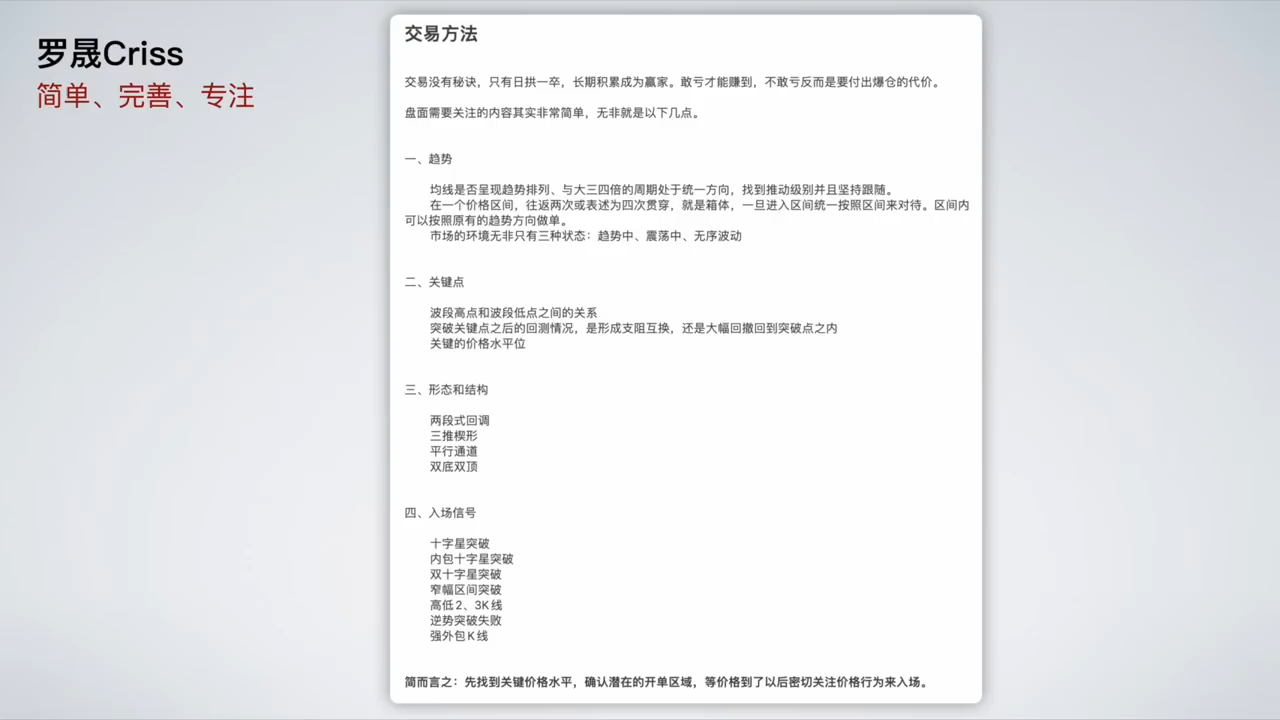 罗晟Criss
简单、完善、专注
交易方法
交易没有秘诀，只有日拱一卒，长期积累成为赢家。敢亏才能赚到，不敢亏反而是要付出爆仓的代价。
盘面需要关注的内容其实非常简单，无非就是以下几点。
一、趋势
均线是否呈现趋势排列、与大三四倍的周期处于统一方向，找到推动级别并且坚持跟随。
在一个价格区间，往返两次或表述为四次贯穿，就是箱体，一旦进入区间统一按照区间来对待。区间内
可以按照原有的趋势方向做单。
市场的环境无非只有三种状态：趋势中、震荡中、无序波动
二、关键点
波段高点和波段低点之间的关系
突破关键点之后的回测情况，是形成支阻互换，还是大幅回撤回到突破点之内
关键的价格水平位
三、形态和结构
两段式回调
三推楔形
平行通道
双底双顶
四、入场信号
十字星突破
内包十字星突破
双十字星突破
窄幅区间突破
高低2、3K线
逆势突破失败
强外包K线
简而言之：先找到关键价格水平，确认潜在的开单区域，等价格到了以后密切关注价格行为来入场。